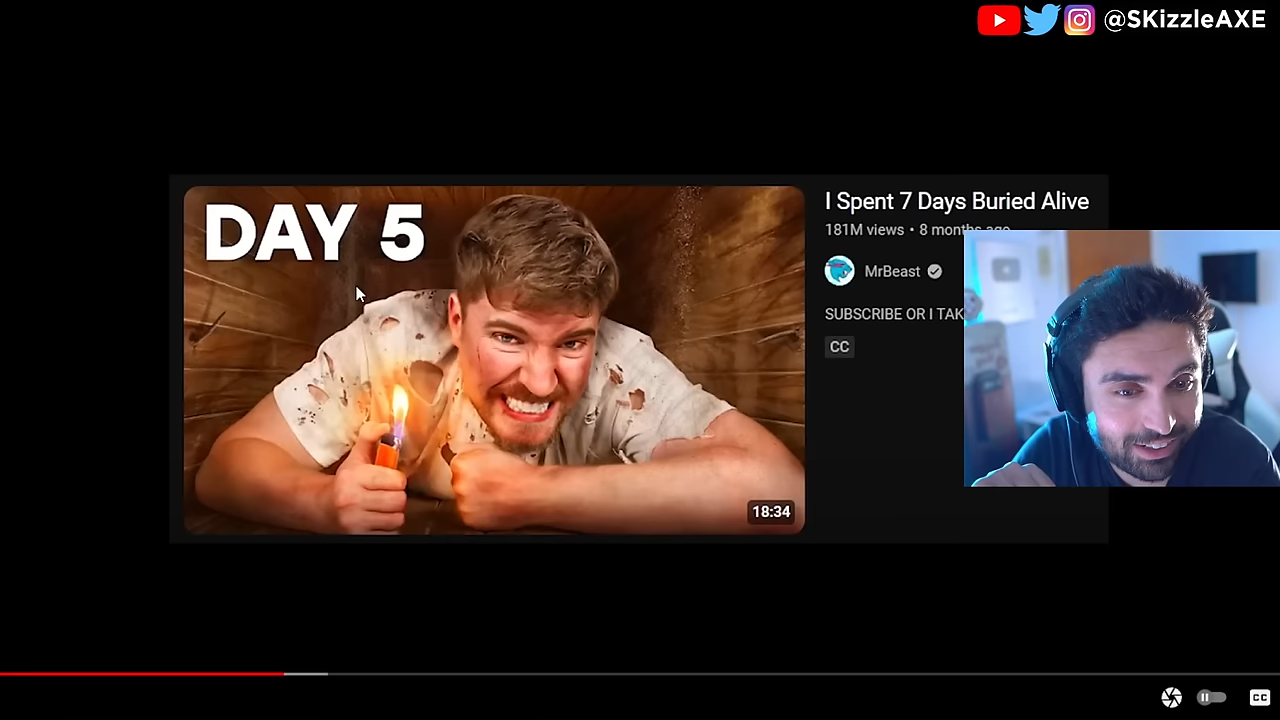 @SKizzleAXE
DAY 5
I Spent 7 Days Buried Alive
181M views • 8 months ago
MrBeast
SUBSCRIBE OR I TAK
CC
18:34
CC